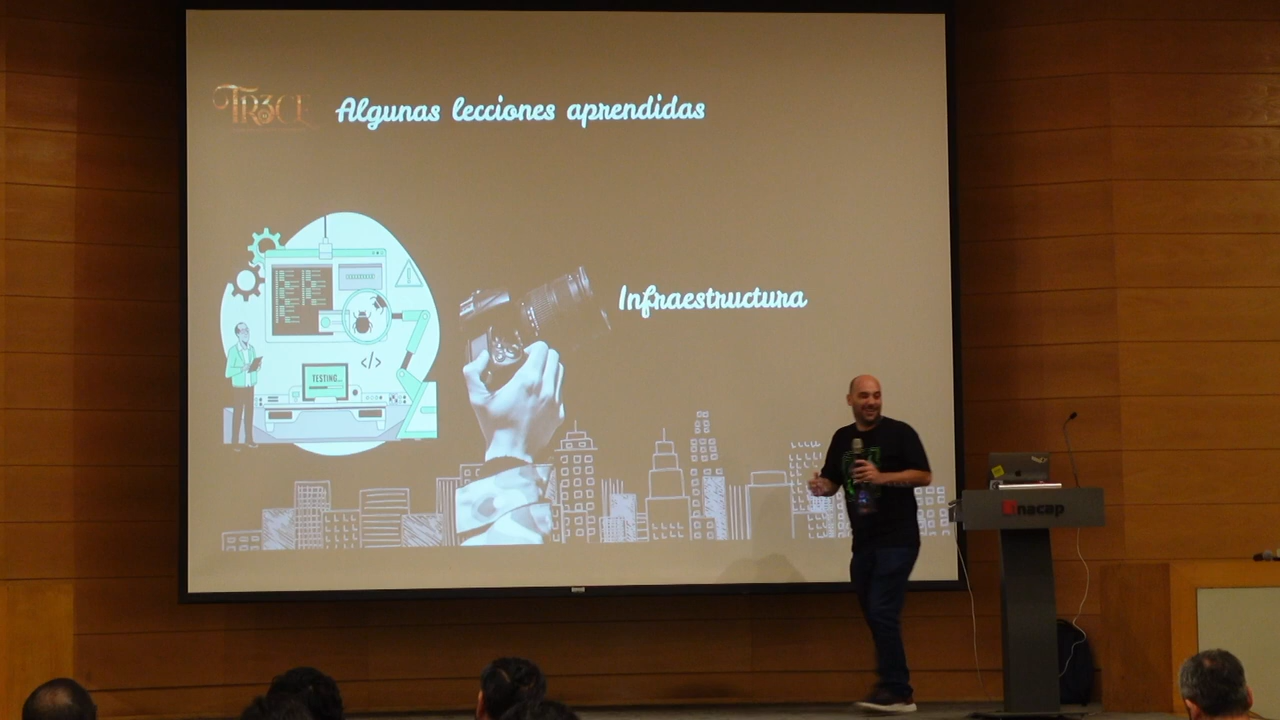 TR3CE
Algunas lecciones aprendidas
Infraestructura
</>
TESTING...
inacap